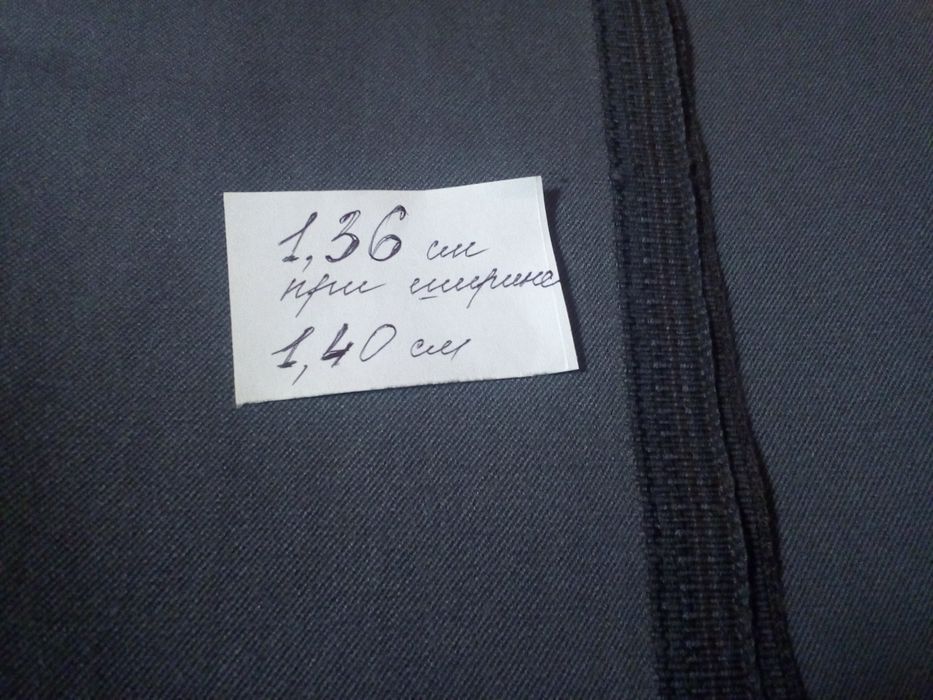 1,36 см
при ширине
1,40 см